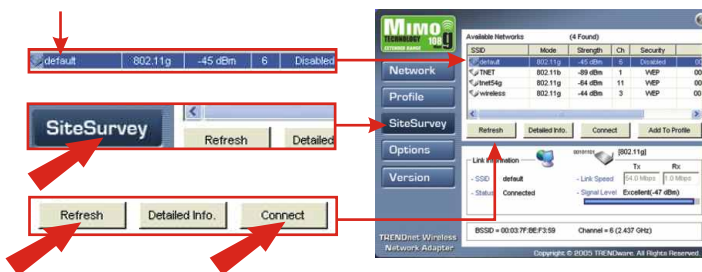 default 802.11g -45 dBm 6 Disabled
SiteSurvey
Refresh Detailed
Refresh Detailed Info. Connect
MIMO
TECHNOLOGY 108g
EXTENDED RANGE
Network
Profile
SiteSurvey
Options
Version
TRENDnet Wireless
Network Adapter
Available Networks (4 Found)
SSID Mode Strength Ch Security
default 802.11g -45 dBm 6 Disabled 00
TNET 802.11b -89 dBm 1 WEP 00
tnet54g 802.11g -64 dBm 11 WEP 00
wireless 802.11g -44 dBm 3 WEP 00
Refresh Detailed Info. Connect Add To Profile
Link Information [802.11g]
Tx Rx
- SSID default - Link Speed 54.0 Mbps 1.0 Mbps
- Status Connected - Signal Level Excellent(-47 dBm)
BSSID = 00:03:7F:BE:F3:59 Channel = 6 (2.437 GHz)
Copyright © 2005 TRENDware. All Rights Reserved